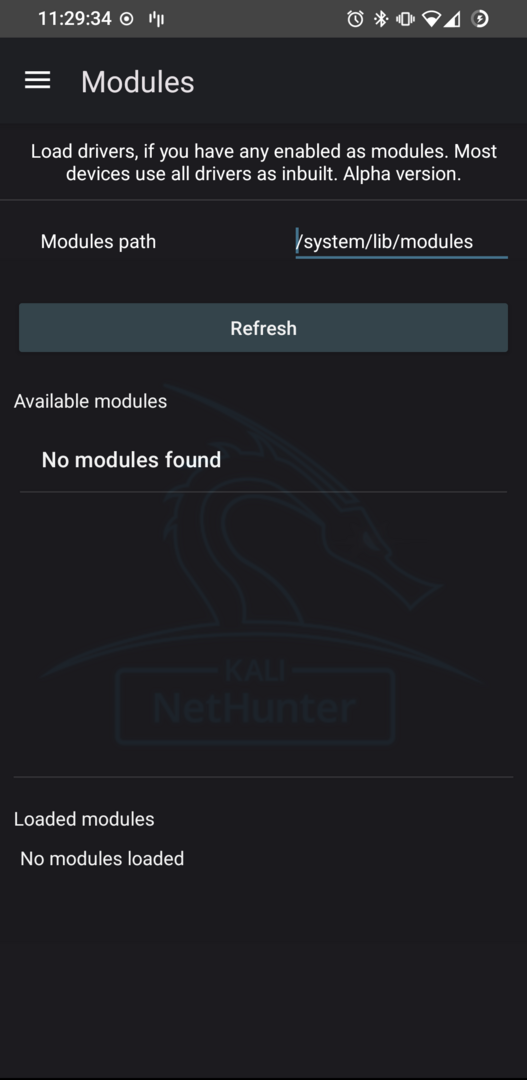 11:29:34
Modules
Load drivers, if you have any enabled as modules. Most
devices use all drivers as inbuilt. Alpha version.
Modules path /system/lib/modules
Refresh
Available modules
No modules found
KALI
NetHunter
Loaded modules
No modules loaded